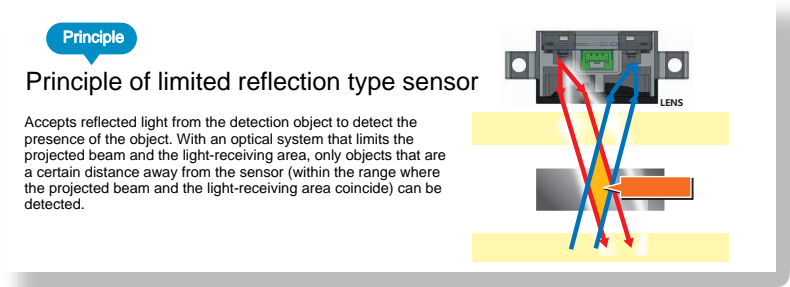 Principle
Principle of limited reflection type sensor
Accepts reflected light from the detection object to detect the
presence of the object. With an optical system that limits the
projected beam and the light-receiving area, only objects that are
a certain distance away from the sensor (within the range where
the projected beam and the light-receiving area coincide) can be
detected.
LENS